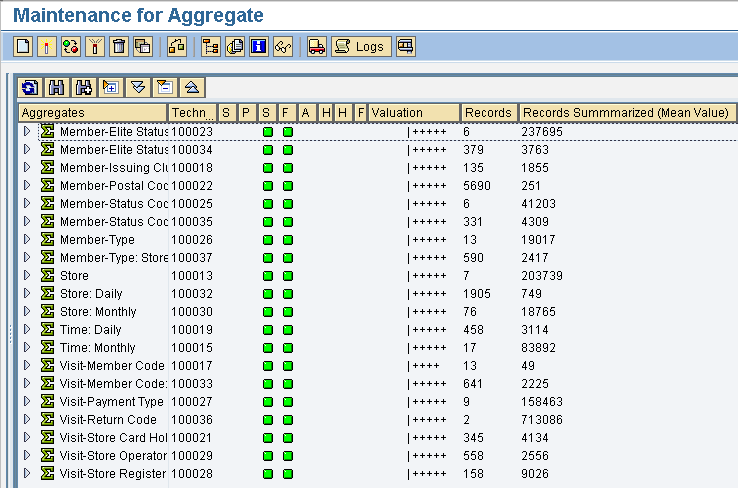 Maintenance for Aggregate
Logs
Aggregates Techn... S P S F A H H F Valuation Records Records Summmarized (Mean Value)
Member-Elite Status 100023 |+++++ 6 237695
Member-Elite Status 100034 |+++++ 379 3763
Member-Issuing Clu 100018 |+++++ 135 1855
Member-Postal Coc 100022 |+++++ 5690 251
Member-Status Coc 100025 |+++++ 6 41203
Member-Status Coc 100035 |+++++ 331 4309
Member-Type 100026 |+++++ 13 19017
Member-Type: Store 100037 |+++++ 590 2417
Store 100013 |+++++ 7 203739
Store: Daily 100032 |+++++ 1905 749
Store: Monthly 100030 |+++++ 76 18765
Time: Daily 100019 |+++++ 458 3114
Time: Monthly 100015 |+++++ 17 83892
Visit-Member Code 100017 |++++ 13 49
Visit-Member Code: 100033 |+++++ 641 2225
Visit-Payment Type 100027 |+++++ 9 158463
Visit-Return Code 100036 |+++++ 2 713086
Visit-Store Card Hol 100021 |+++++ 345 4134
Visit-Store Operator 100029 |+++++ 558 2556
Visit-Store Register 100028 |+++++ 158 9026